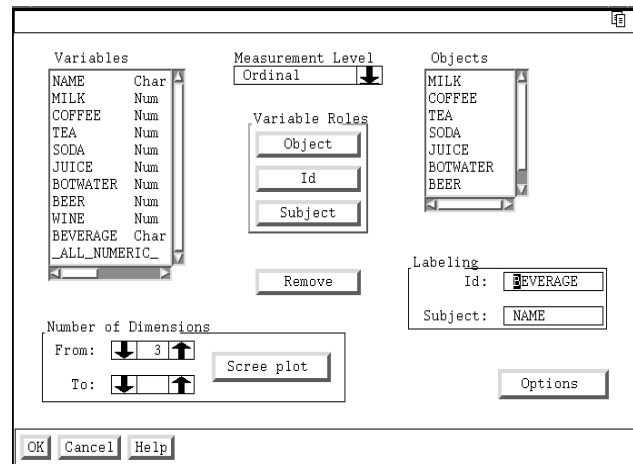 Variables
NAME Char
MILK Num
COFFEE Num
TEA Num
SODA Num
JUICE Num
BOTWATER Num
BEER Num
WINE Num
BEVERAGE Char
_ALL_NUMERIC_
Measurement Level
Ordinal
Variable Roles
Object
Id
Subject
Remove
Objects
MILK
COFFEE
TEA
SODA
JUICE
BOTWATER
BEER
Labeling
Id: BEVERAGE
Subject: NAME
Number of Dimensions
From: 3
To:
Scree plot
Options
OK Cancel Help